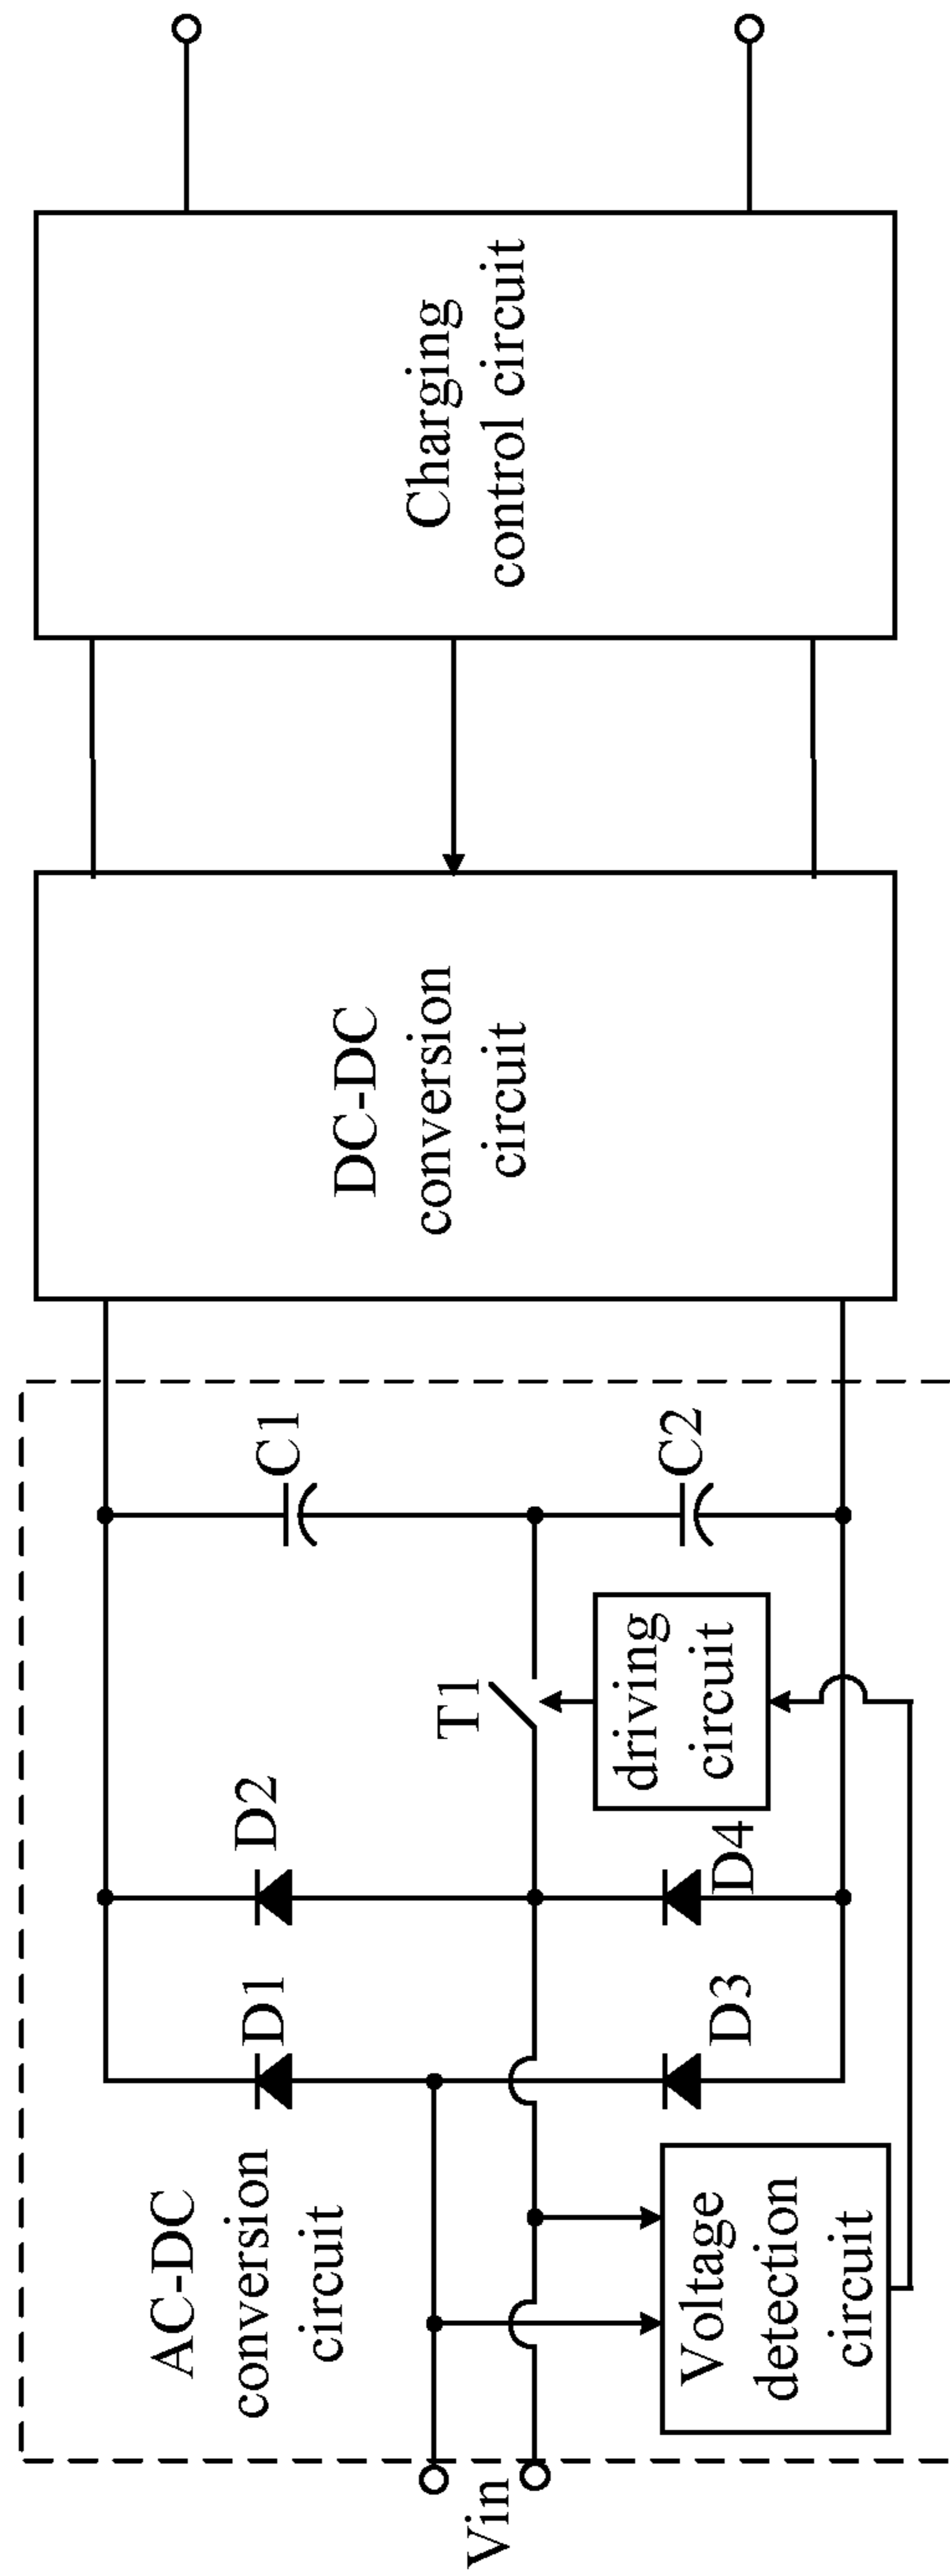 AC-DC
conversion
circuit
Vin
Voltage
detection
circuit
D1
D2
D3
D4
T1
driving
circuit
C1
C2
DC-DC
conversion
circuit
Charging
control circuit